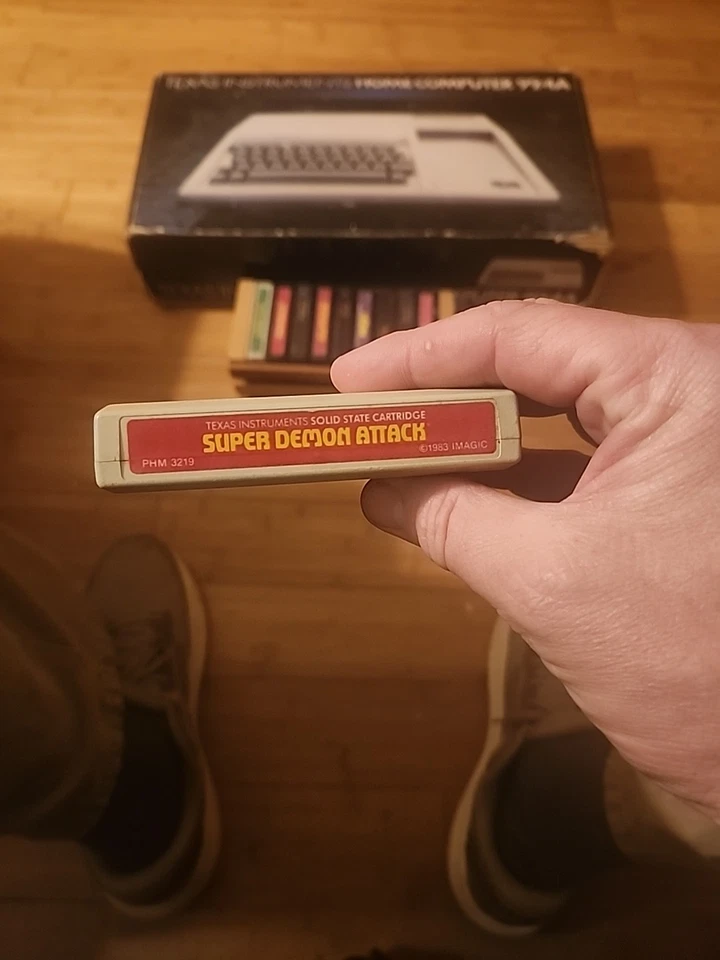 TEXAS INSTRUMENTS HOME COMPUTER 99/4A
TEXAS INSTRUMENTS SOLID STATE CARTRIDGE
SUPER DEMON ATTACK
PHM 3219
©1983 IMAGIC